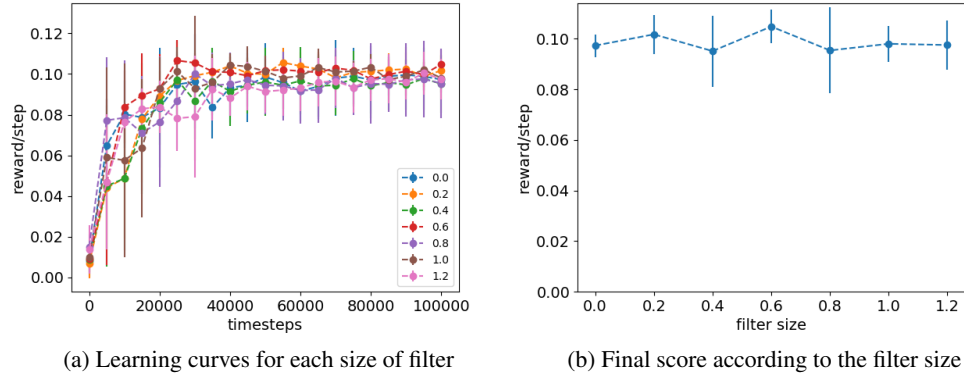 0.12
0.10
0.08
0.06
0.04
0.02
0.00
reward/step
0.0
0.2
0.4
0.6
0.8
1.0
1.2
0 20000 40000 60000 80000 100000
timesteps
(a) Learning curves for each size of filter
0.10
0.08
0.06
0.04
0.02
0.00
reward/step
0.0 0.2 0.4 0.6 0.8 1.0 1.2
filter size
(b) Final score according to the filter size